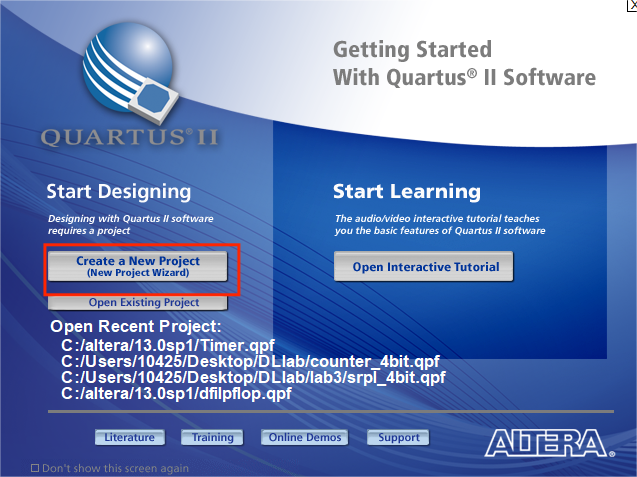 Getting Started
With Quartus® II Software
QUARTUS® II
Start Designing
Designing with Quartus II software
requires a project
Create a New Project
(New Project Wizard)
Open Existing Project
Open Recent Project:
C:/altera/13.0sp1/Timer.qpf
C:/Users/10425/Desktop/DLlab/counter_4bit.qpf
C:/Users/10425/Desktop/DLlab/lab3/srpl_4bit.qpf
C:/altera/13.0sp1/dfilpflop.qpf
Start Learning
The audio/video interactive tutorial teaches
you the basic features of Quartus II software
Open Interactive Tutorial
Literature
Training
Online Demos
Support
ALTERA®
Don't show this screen again